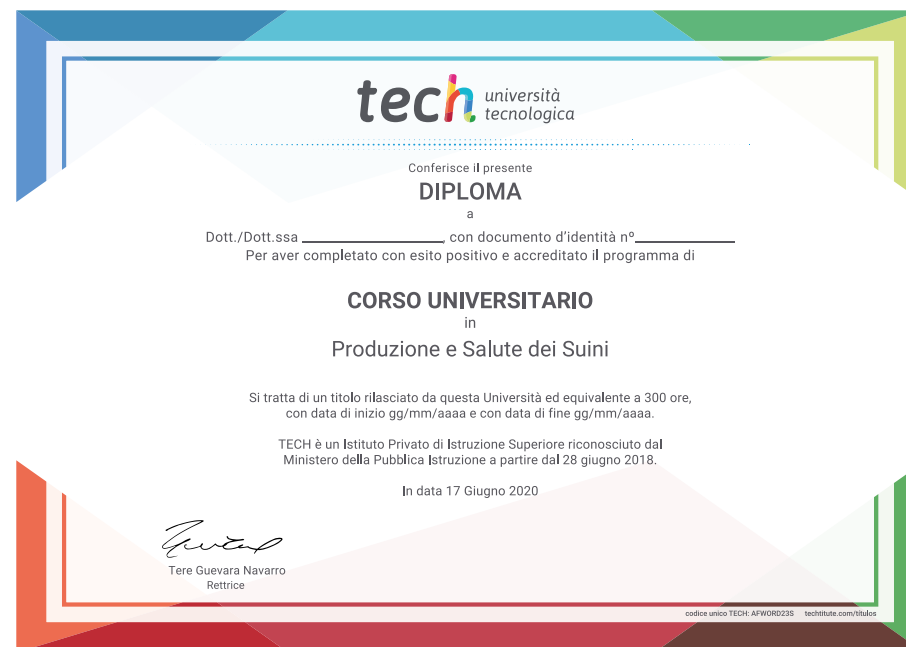 tech università
tecnologica
Conferisce il presente
DIPLOMA
a
Dott./Dott.ssa ____________________, con documento d'identità nº______________
Per aver completato con esito positivo e accreditato il programma di
CORSO UNIVERSITARIO
in
Produzione e Salute dei Suini
Si tratta di un titolo rilasciato da questa Università ed equivalente a 300 ore,
con data di inizio gg/mm/aaaa e con data di fine gg/mm/aaaa.
TECH è un Istituto Privato di Istruzione Superiore riconosciuto dal
Ministero della Pubblica Istruzione a partire dal 28 giugno 2018.
In data 17 Giugno 2020
Tere Guevara Navarro
Rettrice
codice unico TECH: AFWORD23S techtitute.com/titulos